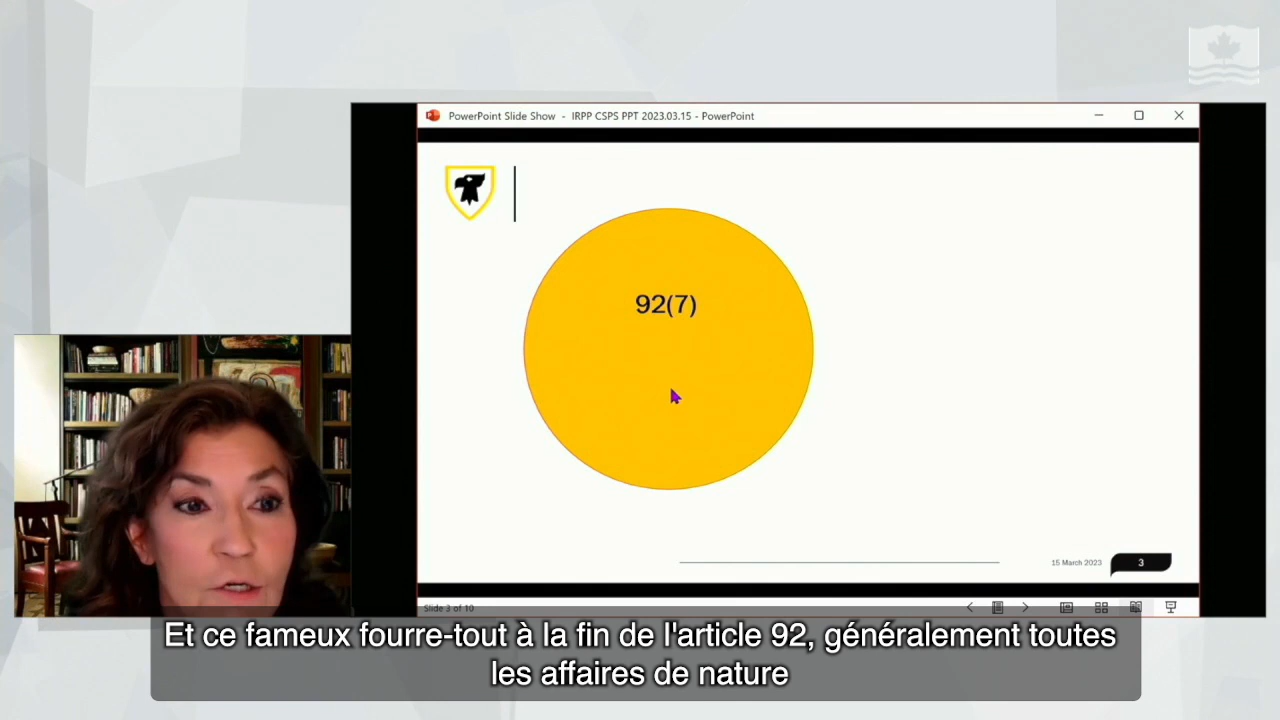 PowerPoint Slide Show - IRPP CSPS PPT 2023.03.15 - PowerPoint
92(7)
15 March 2023
3
Slide 3 of 10
Et ce fameux fourre-tout à la fin de l'article 92, généralement toutes
les affaires de nature